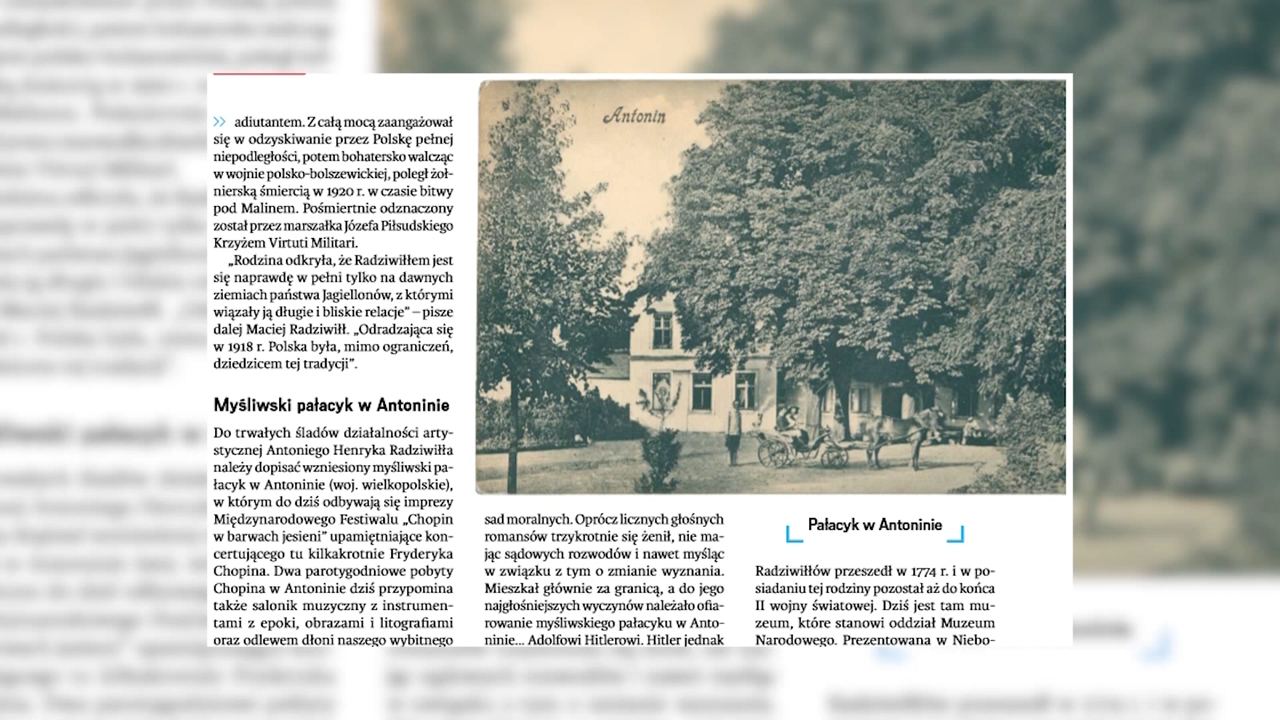 Antonin
>> adiutantem. Z całą mocą zaangażował
się w odzyskiwanie przez Polskę pełnej
niepodległości, potem bohatersko walcząc
w wojnie polsko-bolszewickiej, poległ żoł-
nierską śmiercią w 1920 r. w czasie bitwy
pod Malinem. Pośmiertnie odznaczony
został przez marszałka Józefa Piłsudskiego
Krzyżem Virtuti Militari.
„Rodzina odkryła, że Radziwiłłem jest
się naprawdę w pełni tylko na dawnych
ziemiach państwa Jagiellonów, z którymi
wiązały ją długie i bliskie relacje” – pisze
dalej Maciej Radziwiłł. „Odradzająca się
w 1918 r. Polska była, mimo ograniczeń,
dziedzicem tej tradycji”.
Myśliwski pałacyk w Antoninie
Do trwałych śladów działalności arty-
stycznej Antoniego Henryka Radziwiłła
należy dopisać wzniesiony myśliwski pa-
łacyk w Antoninie (woj. wielkopolskie),
w którym do dziś odbywają się imprezy
Międzynarodowego Festiwalu „Chopin
w barwach jesieni” upamiętniające kon-
certującego tu kilkakrotnie Fryderyka
Chopina. Dwa parotygodniowe pobyty
Chopina w Antoninie dziś przypomina
także salonik muzyczny z instrumen-
tami z epoki, obrazami i litografiami
oraz odlewem dłoni naszego wybitnego
sad moralnych. Oprócz licznych głośnych
romansów trzykrotnie się żenił, nie ma-
jąc sądowych rozwodów i nawet myśląc
w związku z tym o zmianie wyznania.
Mieszkał głównie za granicą, a do jego
najgłośniejszych wyczynów należało ofia-
rowanie myśliwskiego pałacyku w Anto-
ninie... Adolfowi Hitlerowi. Hitler jednak
Pałacyk w Antoninie
Radziwiłłów przeszedł w 1774 r. i w po-
siadaniu tej rodziny pozostał aż do końca
II wojny światowej. Dziś jest tam mu-
zeum, które stanowi oddział Muzeum
Narodowego. Prezentowana w Niebo-